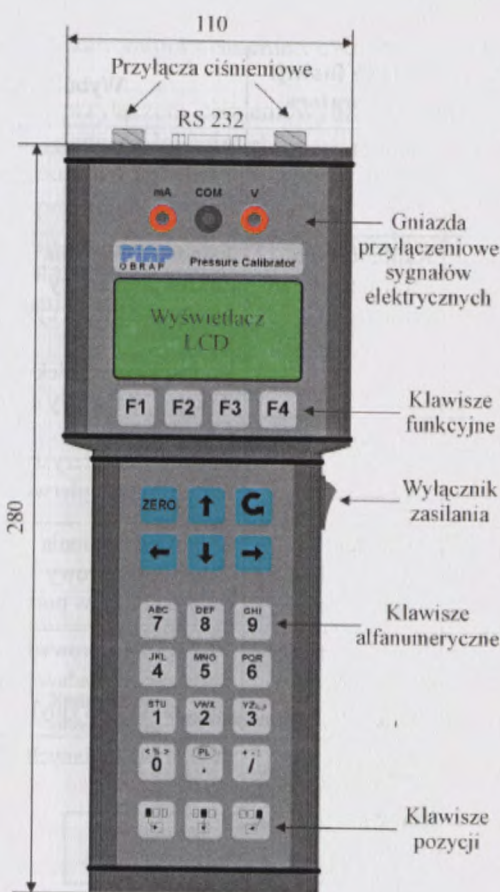 110
Przyłącza ciśnieniowe
RS 232
mA COM V
Gniazda
przyłączeniowe
sygnałów
elektrycznych
PIAP
OBRAP
Pressure Calibrator
Wyświetlacz
LCD
F1 F2 F3 F4
Klawisze
funkcyjne
280
Wyłącznik
zasilania
ZERO
ABC DEF GHI
7 8 9
Klawisze
alfanumeryczne
JKL MNO PQR
4 5 6
STU VWX YZ
1 2 3
< % > PL + - :
0 . /
Klawisze
pozycji